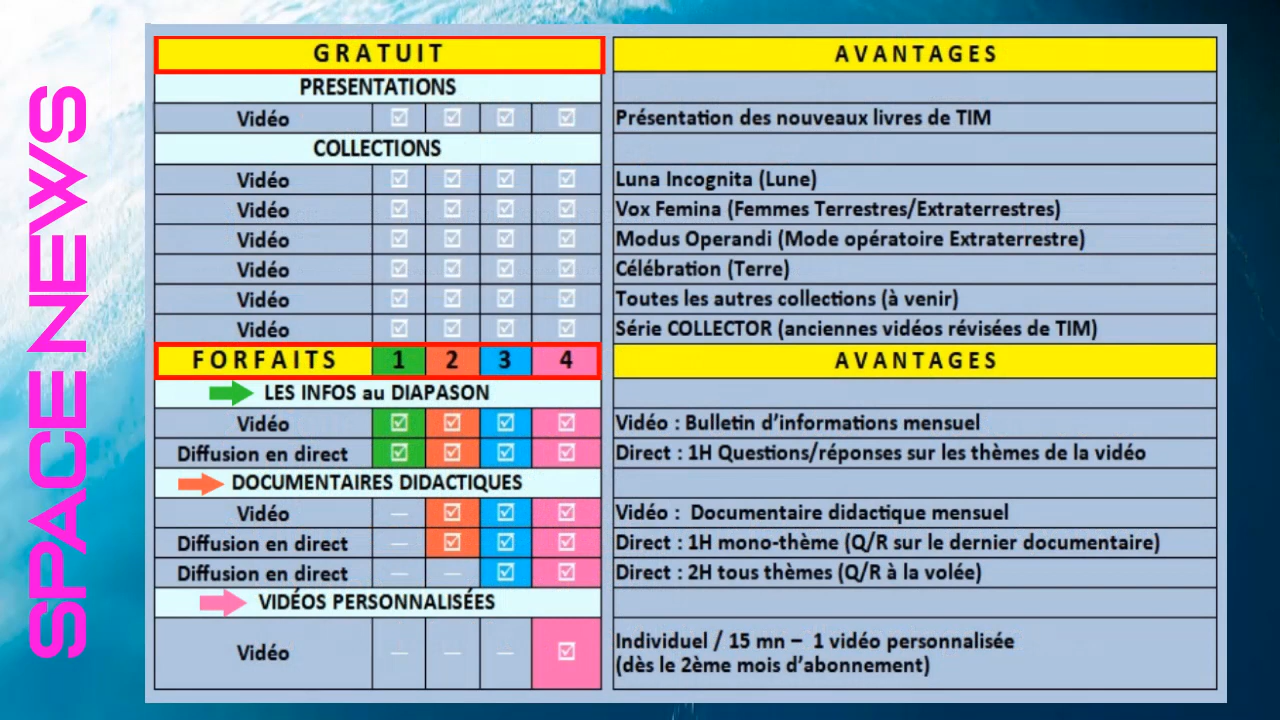 SPACE NEWS
GRATUIT AVANTAGES
PRESENTATIONS
Vidéo ☑ ☑ ☑ ☑ Présentation des nouveaux livres de TIM
COLLECTIONS
Vidéo ☑ ☑ ☑ ☑ Luna Incognita (Lune)
Vidéo ☑ ☑ ☑ ☑ Vox Femina (Femmes Terrestres/Extraterrestres)
Vidéo ☑ ☑ ☑ ☑ Modus Operandi (Mode opératoire Extraterrestre)
Vidéo ☑ ☑ ☑ ☑ Célébration (Terre)
Vidéo ☑ ☑ ☑ ☑ Toutes les autres collections (à venir)
Vidéo ☑ ☑ ☑ ☑ Série COLLECTOR (anciennes vidéos révisées de TIM)
FORFAITS 1 2 3 4 AVANTAGES
LES INFOS au DIAPASON
Vidéo ☑ ☑ ☑ ☑ Vidéo : Bulletin d'informations mensuel
Diffusion en direct ☑ ☑ ☑ ☑ Direct : 1H Questions/réponses sur les thèmes de la vidéo
DOCUMENTAIRES DIDACTIQUES
Vidéo — ☑ ☑ ☑ Vidéo : Documentaire didactique mensuel
Diffusion en direct — ☑ ☑ ☑ Direct : 1H mono-thème (Q/R sur le dernier documentaire)
Diffusion en direct — — ☑ ☑ Direct : 2H tous thèmes (Q/R à la volée)
VIDÉOS PERSONNALISÉES
Vidéo — — — ☑ Individuel / 15 mn – 1 vidéo personnalisée
(dès le 2ème mois d'abonnement)